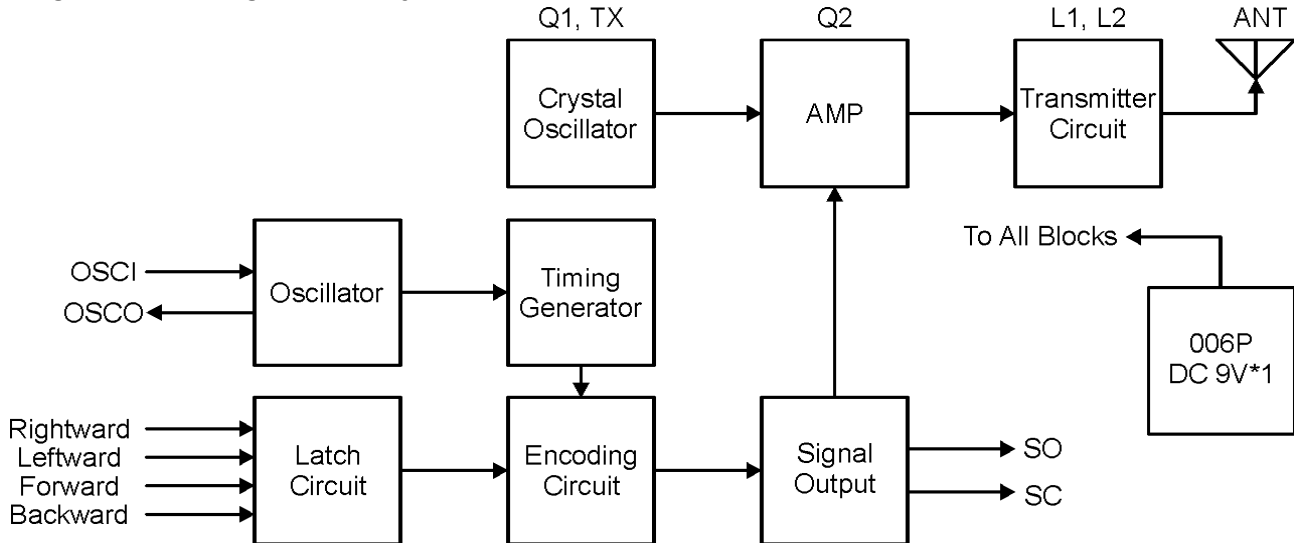 Q1, TX
Q2
L1, L2
ANT
Crystal
Oscillator
AMP
Transmitter
Circuit
OSCI
OSCO
Oscillator
Timing
Generator
To All Blocks
006P
DC 9V*1
Rightward
Leftward
Forward
Backward
Latch
Circuit
Encoding
Circuit
Signal
Output
SO
SC